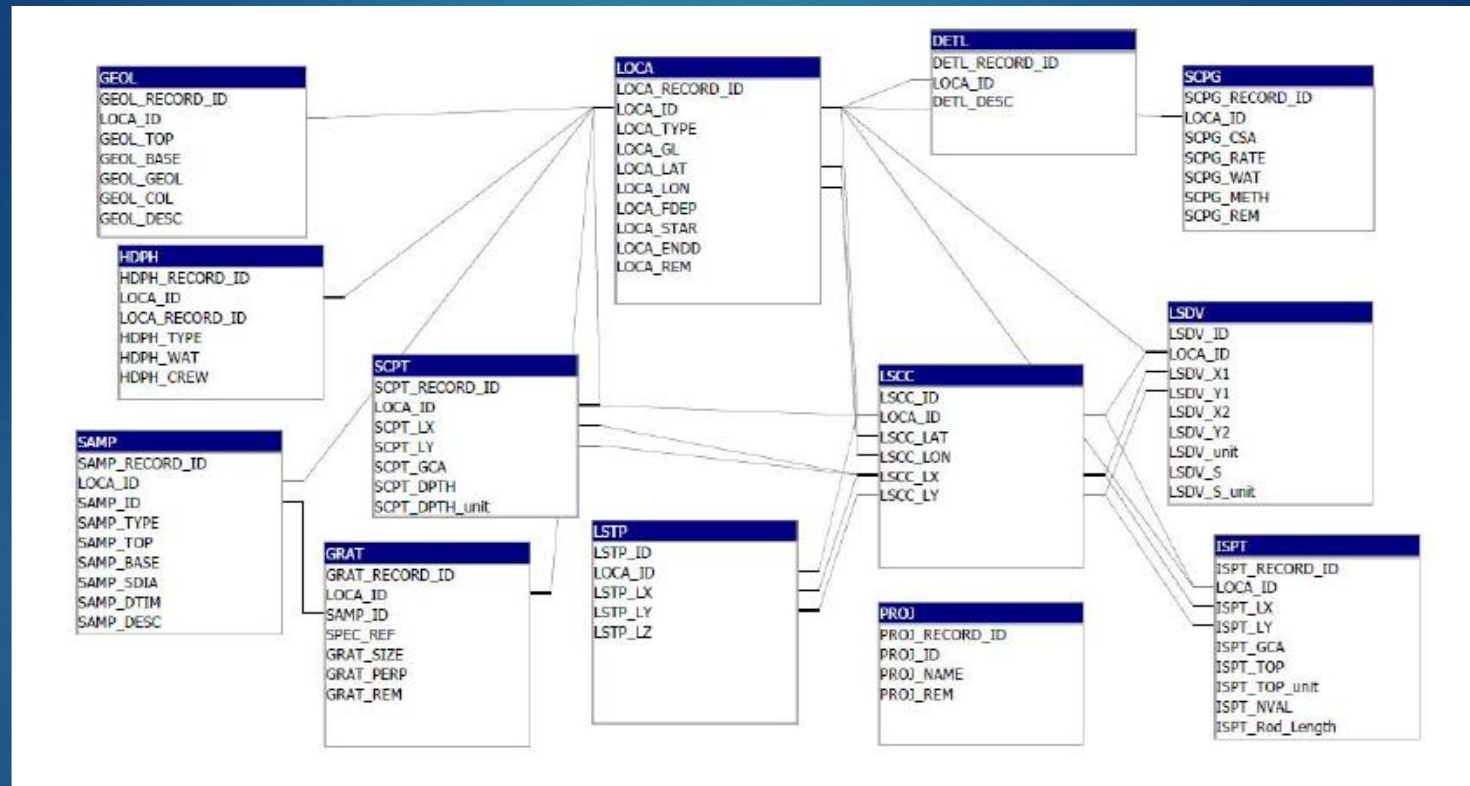 GEOL
GEOL_RECORD_ID
LOCA_ID
GEOL_TOP
GEOL_BASE
GEOL_GEOL
GEOL_COL
GEOL_DESC
LOCA
LOCA_RECORD_ID
LOCA_ID
LOCA_TYPE
LOCA_GL
LOCA_LAT
LOCA_LON
LOCA_FDEP
LOCA_STAR
LOCA_ENDD
LOCA_REM
DETL
DETL_RECORD_ID
LOCA_ID
DETL_DESC
SCPG
SCPG_RECORD_ID
LOCA_ID
SCPG_CSA
SCPG_RATE
SCPG_WAT
SCPG_METH
SCPG_REM
HDPH
HDPH_RECORD_ID
LOCA_ID
LOCA_RECORD_ID
HDPH_TYPE
HDPH_WAT
HDPH_CREW
SCPT
SCPT_RECORD_ID
LOCA_ID
SCPT_LX
SCPT_LY
SCPT_GCA
SCPT_DPTH
SCPT_DPTH_unit
LSCC
LSCC_ID
LOCA_ID
LSCC_LAT
LSCC_LON
LSCC_LX
LSCC_LY
LSDV
LSDV_ID
LOCA_ID
LSDV_X1
LSDV_Y1
LSDV_X2
LSDV_Y2
LSDV_unit
LSDV_S
LSDV_S_unit
SAMP
SAMP_RECORD_ID
LOCA_ID
SAMP_ID
SAMP_TYPE
SAMP_TOP
SAMP_BASE
SAMP_SDIA
SAMP_DTIM
SAMP_DESC
GRAT
GRAT_RECORD_ID
LOCA_ID
SAMP_ID
SPEC_REF
GRAT_SIZE
GRAT_PERP
GRAT_REM
LSTP
LSTP_ID
LOCA_ID
LSTP_LX
LSTP_LY
LSTP_LZ
PROJ
PROJ_RECORD_ID
PROJ_ID
PROJ_NAME
PROJ_REM
ISPT
ISPT_RECORD_ID
LOCA_ID
ISPT_LX
ISPT_LY
ISPT_GCA
ISPT_TOP
ISPT_TOP_unit
ISPT_NVAL
ISPT_Rod_Length